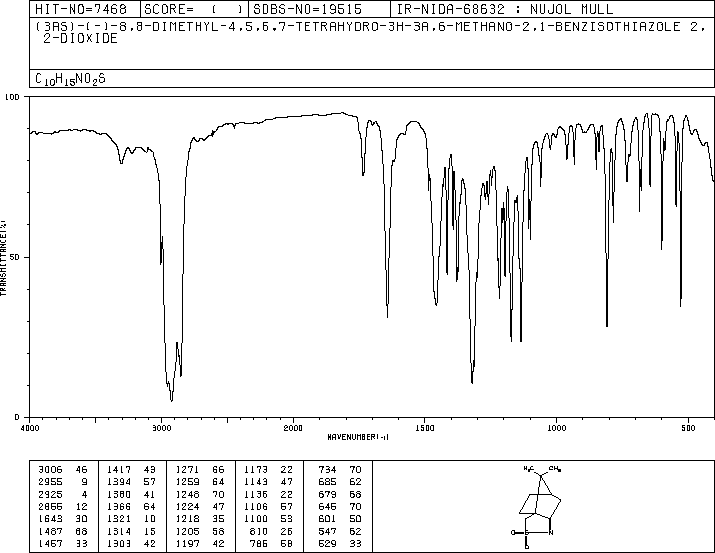 HIT-NO=7468 SCORE= ( ) SDBS-NO=19515 IR-NIDA-68632 : NUJOL MULL
(3AS)-(-)-8,8-DIMETHYL-4,5,6,7-TETRAHYDRO-3H-3A,6-METHANO-2,1-BENZISOTHIAZOLE 2,
2-DIOXIDE
C10H15NO2S
100
50
0
TRANSMITTANCE(%)
4000 3000 2000 1500 1000 500
WAVENUMBER(-1)
3006 46 1417 43 1271 66 1173 22 734 70
2955 9 1394 57 1259 64 1143 47 685 62
2925 4 1380 41 1248 70 1136 22 679 68
2855 12 1366 64 1224 47 1106 57 645 70
1643 30 1321 10 1218 35 1100 53 601 50
1487 68 1314 15 1205 58 810 26 547 62
1457 33 1303 42 1197 42 786 58 529 33
H3C CH3
O S N
O